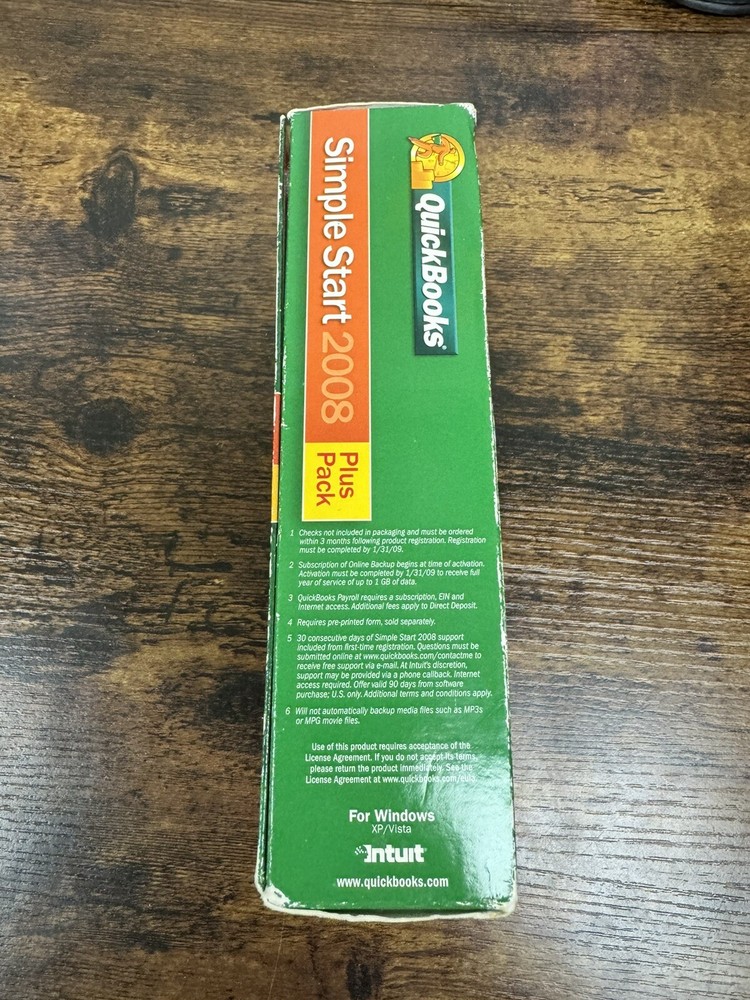 QuickBooks®
Simple Start 2008
Plus
Pack
1 Checks not included in packaging and must be ordered
within 3 months following product registration. Registration
must be completed by 1/31/09.
2 Subscription of Online Backup begins at time of activation.
Activation must be completed by 1/31/09 to receive full
year of service of up to 1 GB of data.
3 QuickBooks Payroll requires a subscription, EIN and
Internet access. Additional fees apply to Direct Deposit.
4 Requires pre-printed form, sold separately.
5 30 consecutive days of Simple Start 2008 support
included from first-time registration. Questions must be
submitted online at www.quickbooks.com/contactme to
receive free support via e-mail. At Intuit's discretion,
support may be provided via a phone callback. Internet
access required. Offer valid 90 days from software
purchase; U.S. only. Additional terms and conditions apply.
6 Will not automatically backup media files such as MP3s
or MPG movie files.
Use of this product requires acceptance of the
License Agreement. If you do not accept its terms,
please return the product immediately. See the
License Agreement at www.quickbooks.com/eula.
For Windows
XP/Vista
Intuit®
www.quickbooks.com